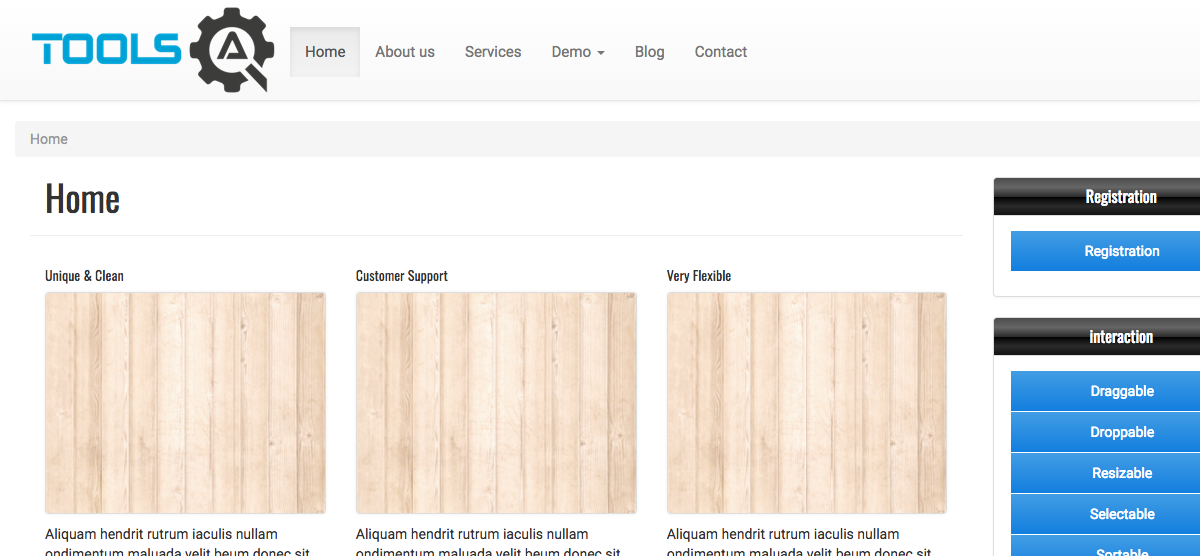 TOOLS QA
Home About us Services Demo Blog Contact
Home
Home
Unique & Clean
Customer Support
Very Flexible
Aliquam hendrit rutrum iaculis nullam
ondimentum maluada velit beum donec sit
Aliquam hendrit rutrum iaculis nullam
ondimentum maluada velit beum donec sit
Aliquam hendrit rutrum iaculis nullam
ondimentum maluada velit beum donec sit
Registration
Registration
interaction
Draggable
Droppable
Resizable
Selectable
Sortable